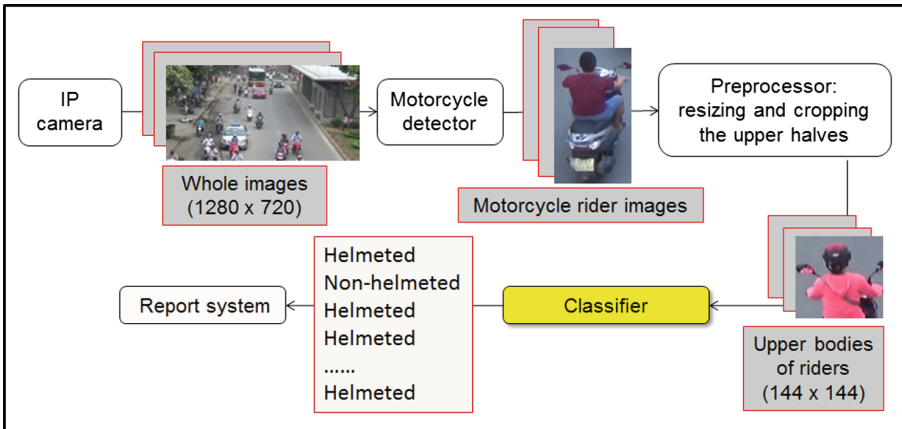 IP
camera
Whole images
(1280 x 720)
Motorcycle
detector
Motorcycle rider images
Preprocessor:
resizing and cropping
the upper halves
Upper bodies
of riders
(144 x 144)
Classifier
Helmeted
Non-helmeted
Helmeted
Helmeted
......
Helmeted
Report system